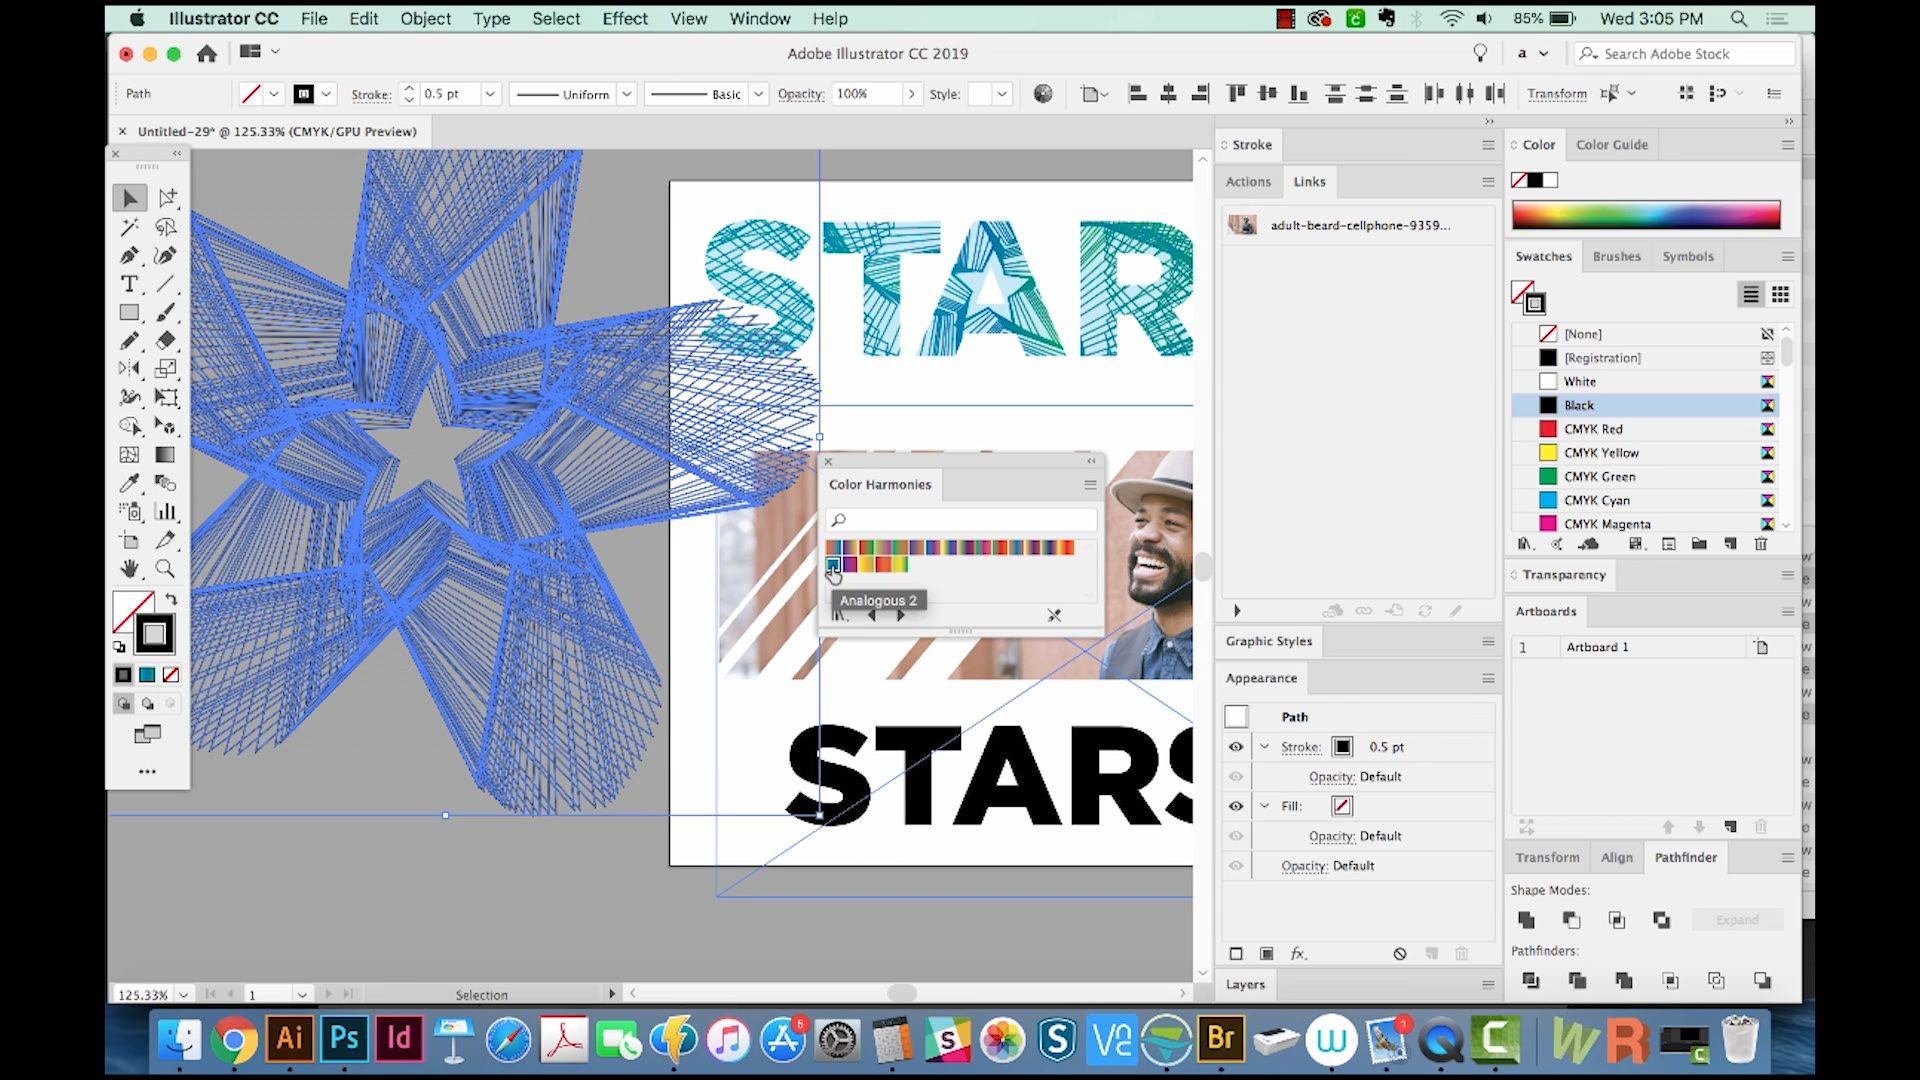 Illustrator CC File Edit Object Type Select Effect View Window Help 85% Wed 3:05 PM
Adobe Illustrator CC 2019 a Search Adobe Stock
Path Stroke: 0.5 pt Uniform Basic Opacity: 100% Style: Transform
Untitled-29* @ 125.33% (CMYK/GPU Preview)
Stroke
Actions Links
adult-beard-cellphone-9359...
Color Color Guide
Swatches Brushes Symbols
[None]
[Registration]
White
Black
CMYK Red
CMYK Yellow
CMYK Green
CMYK Cyan
CMYK Magenta
STAR
Color Harmonies
Analogous 2
STARS
Transparency
Artboards
1 Artboard 1
Graphic Styles
Appearance
Path
Stroke: 0.5 pt
Opacity: Default
Fill:
Opacity: Default
Opacity: Default
Transform Align Pathfinder
Shape Modes:
Expand
Pathfinders:
fx.
Layers
125.33% 1 Selection
Ai Ps Id 6 S Br W 1 C